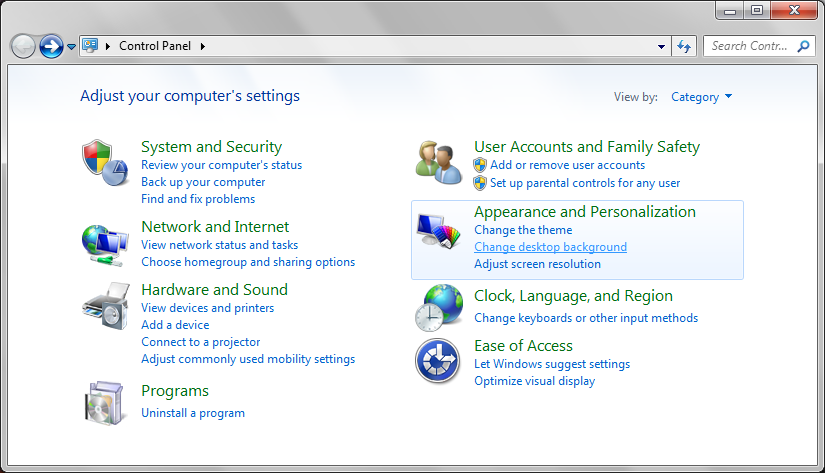 Control Panel
Search Contr...
Adjust your computer's settings
View by: Category
System and Security
Review your computer's status
Back up your computer
Find and fix problems
Network and Internet
View network status and tasks
Choose homegroup and sharing options
Hardware and Sound
View devices and printers
Add a device
Connect to a projector
Adjust commonly used mobility settings
Programs
Uninstall a program
User Accounts and Family Safety
Add or remove user accounts
Set up parental controls for any user
Appearance and Personalization
Change the theme
Change desktop background
Adjust screen resolution
Clock, Language, and Region
Change keyboards or other input methods
Ease of Access
Let Windows suggest settings
Optimize visual display